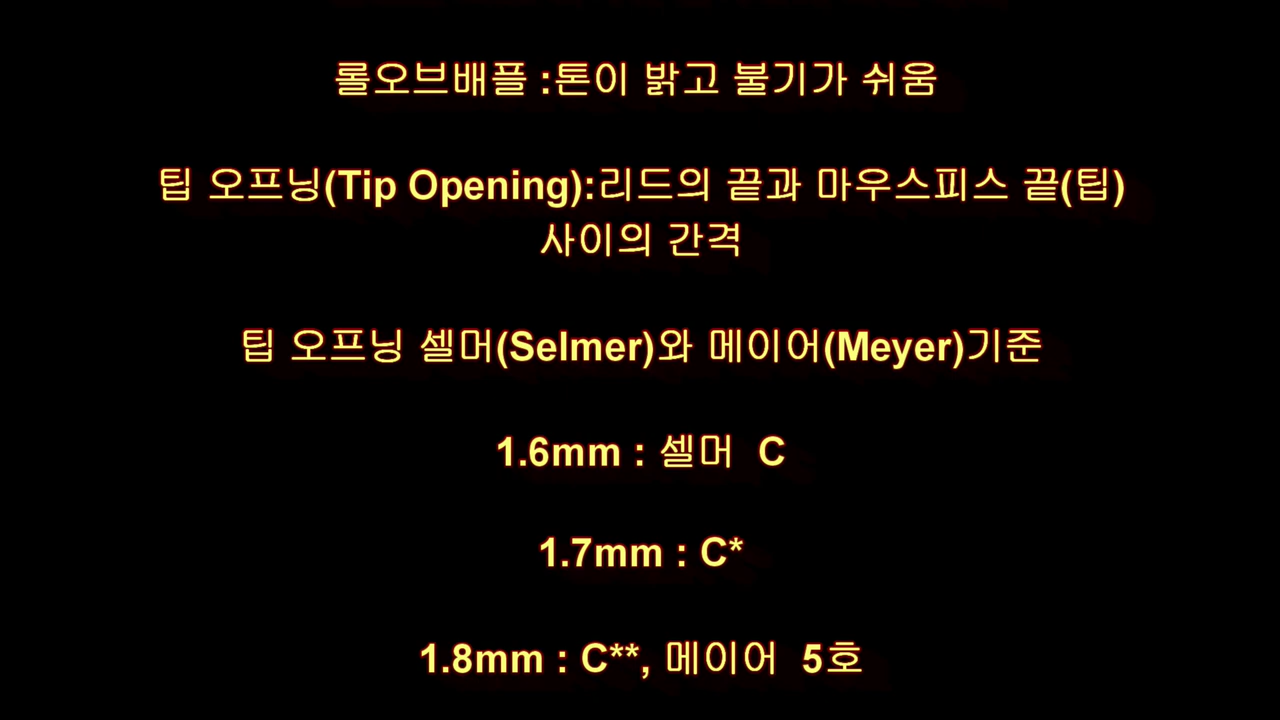 롤오브배플 :톤이 밝고 불기가 쉬움
팁 오프닝(Tip Opening):리드의 끝과 마우스피스 끝(팁)
사이의 간격
팁 오프닝 셀머(Selmer)와 메이어(Meyer)기준
1.6mm : 셀머 C
1.7mm : C*
1.8mm : C**, 메이어 5호